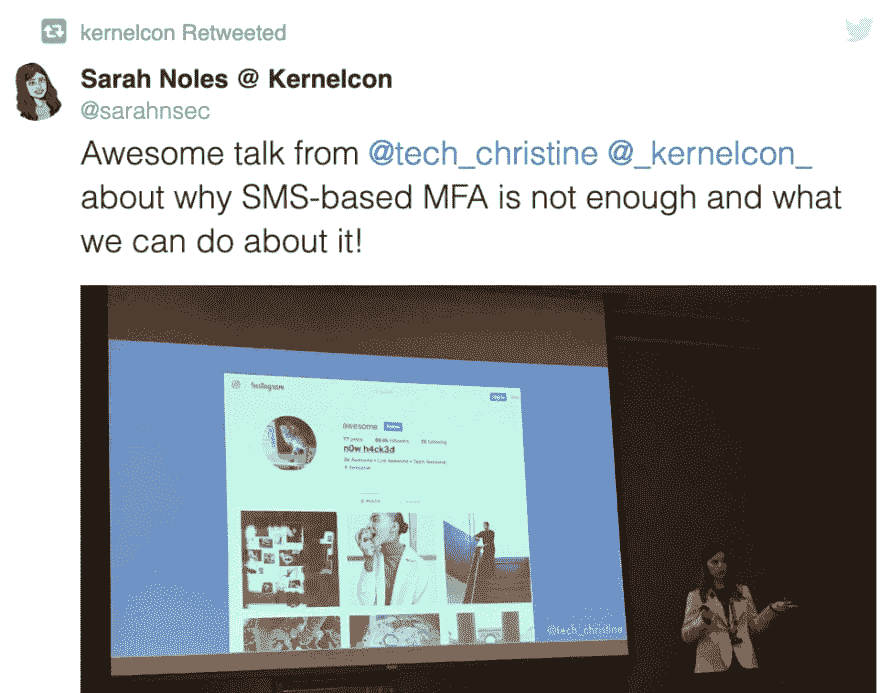 kernelcon Retweeted
Sarah Noles @ Kernelcon
@sarahnsec
Awesome talk from @tech_christine @_kernelcon_
about why SMS-based MFA is not enough and what
we can do about it!
Instagram
awesome
n0w h4ck3d
@tech_christine